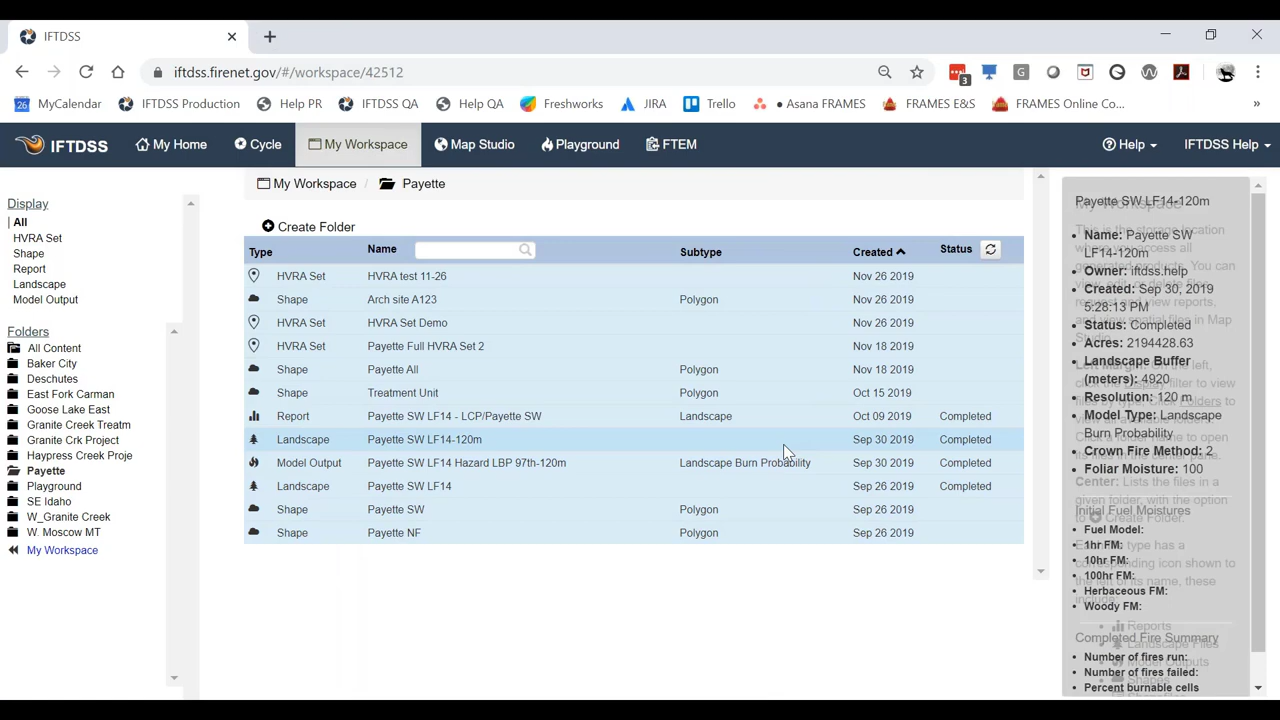 IFTDSS
iftdss.firenet.gov/#/workspace/42512
3
26 MyCalendar IFTDSS Production Help PR IFTDSS QA Help QA Freshworks JIRA Trello Asana FRAMES FRAMES E&S FRAMES Online Co... »
IFTDSS My Home Cycle My Workspace Map Studio Playground FTEM Help IFTDSS Help
Display
All
HVRA Set
Shape
Report
Landscape
Model Output
Folders
All Content
Baker City
Deschutes
East Fork Carman
Goose Lake East
Granite Creek Treatm
Granite Crk Project
Haypress Creek Proje
Payette
Playground
SE Idaho
W_Granite Creek
W. Moscow MT
My Workspace
My Workspace / Payette
Create Folder
Type Name Subtype Created Status
HVRA Set HVRA test 11-26 Nov 26 2019
Shape Arch site A123 Polygon Nov 26 2019
HVRA Set HVRA Set Demo Nov 26 2019
HVRA Set Payette Full HVRA Set 2 Nov 18 2019
Shape Payette All Polygon Nov 18 2019
Shape Treatment Unit Polygon Oct 15 2019
Report Payette SW LF14 - LCP/Payette SW Landscape Oct 09 2019 Completed
Landscape Payette SW LF14-120m Sep 30 2019 Completed
Model Output Payette SW LF14 Hazard LBP 97th-120m Landscape Burn Probability Sep 30 2019 Completed
Landscape Payette SW LF14 Sep 26 2019 Completed
Shape Payette SW Polygon Sep 26 2019
Shape Payette NF Polygon Sep 26 2019
Payette SW LF14-120m
Name: Payette SW
LF14-120m
Owner: iftdss.help
Created: Sep 30, 2019
5:28:13 PM
Status: Completed
Acres: 2194428.63
Landscape Buffer
(meters): 4920
Resolution: 120 m
Model Type: Landscape
Burn Probability
Crown Fire Method: 2
Foliar Moisture: 100
Initial Fuel Moistures
Fuel Model:
1hr FM:
10hr FM:
100hr FM:
Herbaceous FM:
Woody FM:
Completed Fire Summary
Number of fires run:
Number of fires failed:
Percent burnable cells